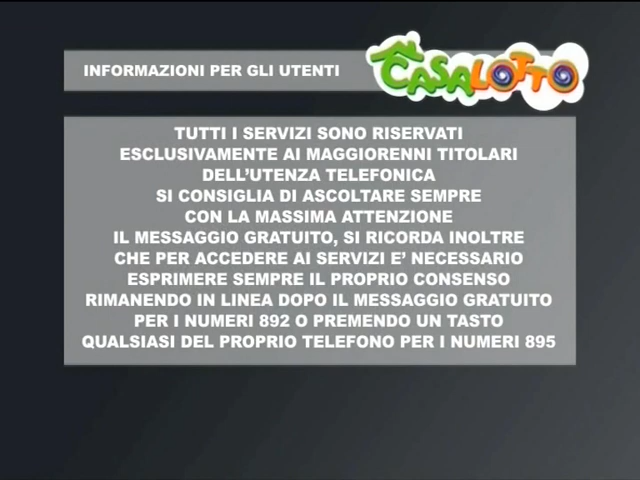 INFORMAZIONI PER GLI UTENTI
CASALOTTO
TUTTI I SERVIZI SONO RISERVATI
ESCLUSIVAMENTE AI MAGGIORENNI TITOLARI
DELL'UTENZA TELEFONICA
SI CONSIGLIA DI ASCOLTARE SEMPRE
CON LA MASSIMA ATTENZIONE
IL MESSAGGIO GRATUITO, SI RICORDA INOLTRE
CHE PER ACCEDERE AI SERVIZI E' NECESSARIO
ESPRIMERE SEMPRE IL PROPRIO CONSENSO
RIMANENDO IN LINEA DOPO IL MESSAGGIO GRATUITO
PER I NUMERI 892 O PREMENDO UN TASTO
QUALSIASI DEL PROPRIO TELEFONO PER I NUMERI 895